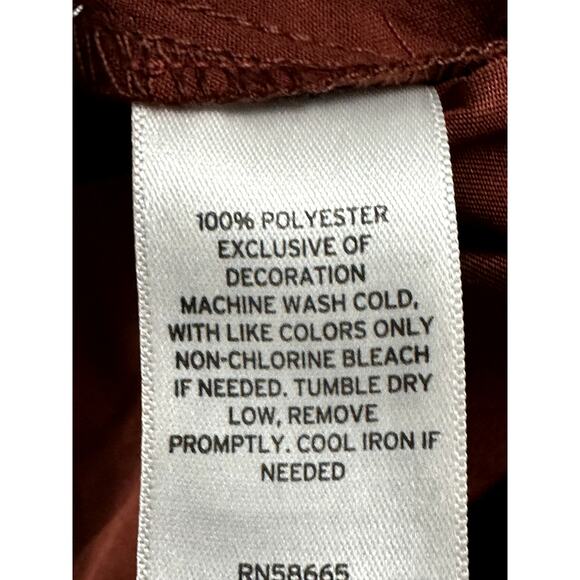 100% POLYESTER
EXCLUSIVE OF
DECORATION
MACHINE WASH COLD,
WITH LIKE COLORS ONLY
NON-CHLORINE BLEACH
IF NEEDED. TUMBLE DRY
LOW, REMOVE
PROMPTLY. COOL IRON IF
NEEDED
RN58665